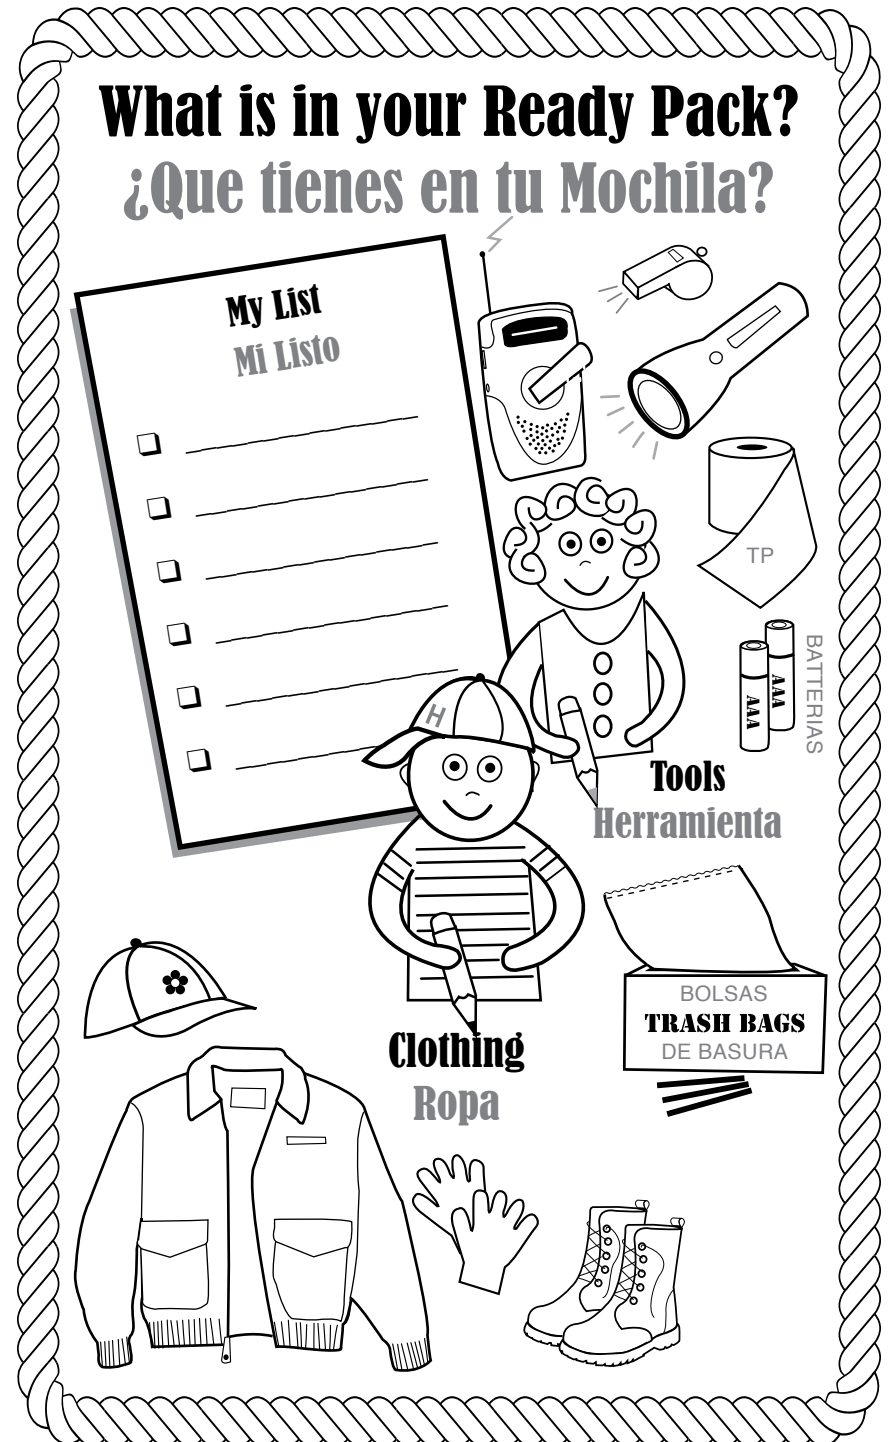 What is in your Ready Pack?
¿Que tienes en tu Mochila?
My List
Mi Listo
TP
AAA
AAA
BATTERIAS
H
Tools
Herramienta
BOLSAS
TRASH BAGS
DE BASURA
Clothing
Ropa